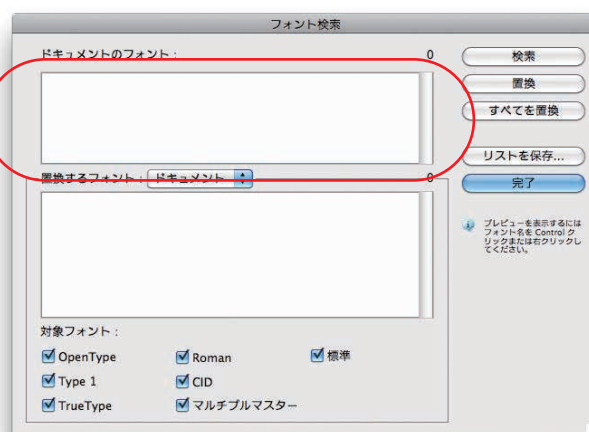 フォント検索
ドキュメントのフォント： 0
検索
置換
すべてを置換
リストを保存...
完了
置換するフォント： ドキュメント 0
プレビューを表示するには
フォント名を Control ク
リックまたは右クリックし
てください。
対象フォント：
OpenType Roman 標準
Type 1 CID
TrueType マルチプルマスター